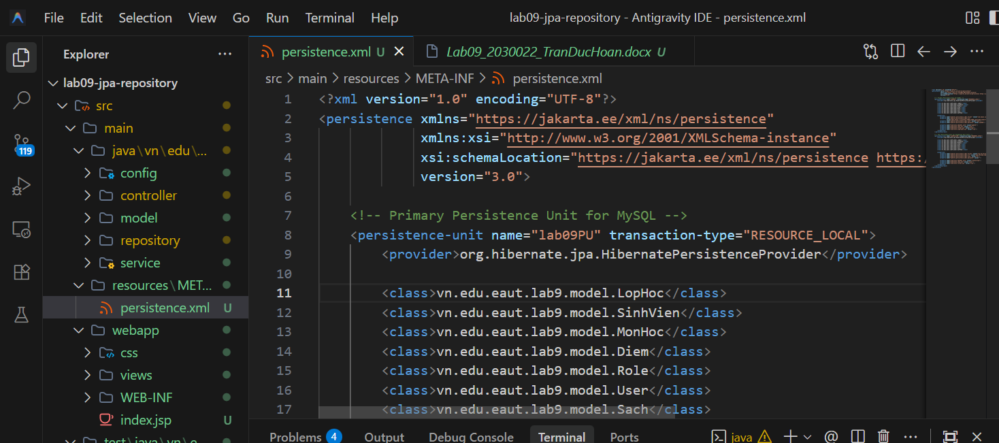 File Edit Selection View Go Run Terminal Help
lab09-jpa-repository - Antigravity IDE - persistence.xml
Explorer
lab09-jpa-repository
src
main
java\vn\edu\...
config
controller
model
repository
service
resources\MET...
persistence.xml U
webapp
css
views
WEB-INF
index.jsp U
test\java\vn\e...
119
persistence.xml U
Lab09_2030022_TranDucHoan.docx U
src > main > resources > META-INF > persistence.xml
1 <?xml version="1.0" encoding="UTF-8"?>
2 <persistence xmlns="https://jakarta.ee/xml/ns/persistence"
3 xmlns:xsi="http://www.w3.org/2001/XMLSchema-instance"
4 xsi:schemaLocation="https://jakarta.ee/xml/ns/persistence https:/
5 version="3.0">
6
7 <!-- Primary Persistence Unit for MySQL -->
8 <persistence-unit name="lab09PU" transaction-type="RESOURCE_LOCAL">
9 <provider>org.hibernate.jpa.HibernatePersistenceProvider</provider>
10
11 <class>vn.edu.eaut.lab9.model.LopHoc</class>
12 <class>vn.edu.eaut.lab9.model.SinhVien</class>
13 <class>vn.edu.eaut.lab9.model.MonHoc</class>
14 <class>vn.edu.eaut.lab9.model.Diem</class>
15 <class>vn.edu.eaut.lab9.model.Role</class>
16 <class>vn.edu.eaut.lab9.model.User</class>
17 <class>vn.edu.eaut.lab9.model.Sach</class>
Problems 4 Output Debug Console Terminal Ports
java